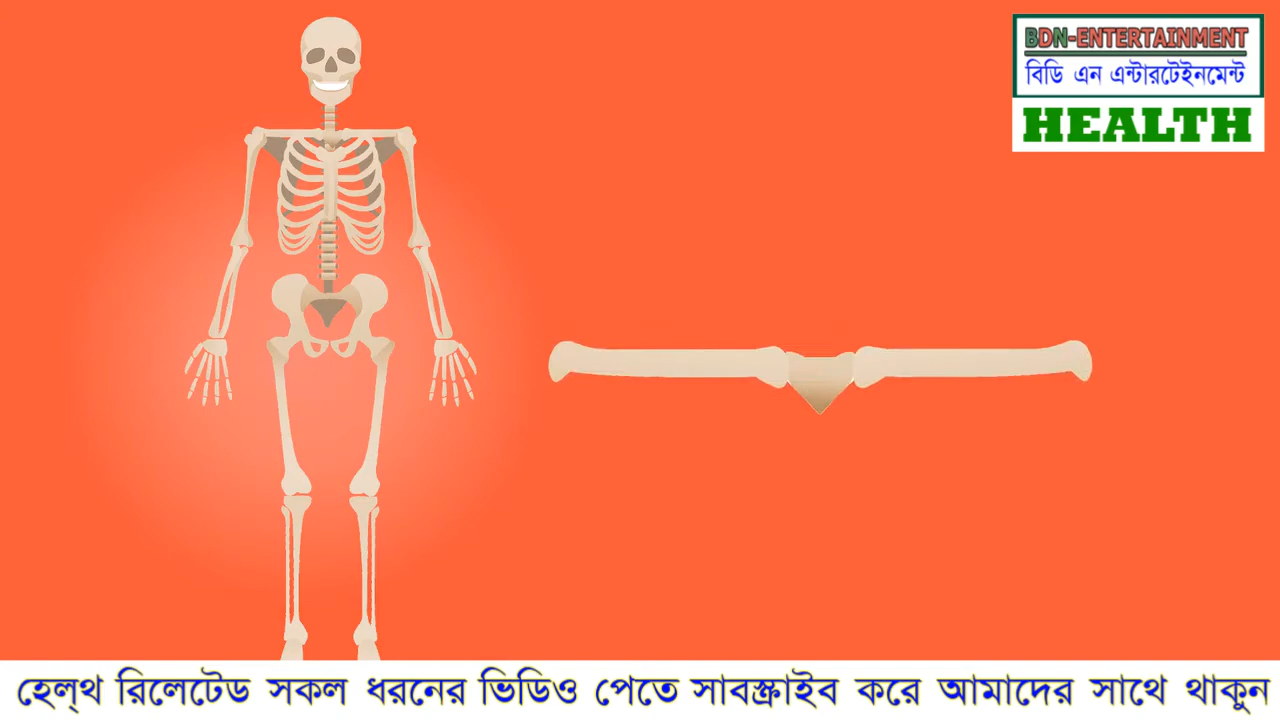 BDN-ENTERTAINMENT
বিডি এন এন্টারটেইনমেন্ট
HEALTH
হেল্‌থ রিলেটেড সকল ধরনের ভিডিও পেতে সাবস্ক্রাইব করে আমাদের সাথে থাকুন